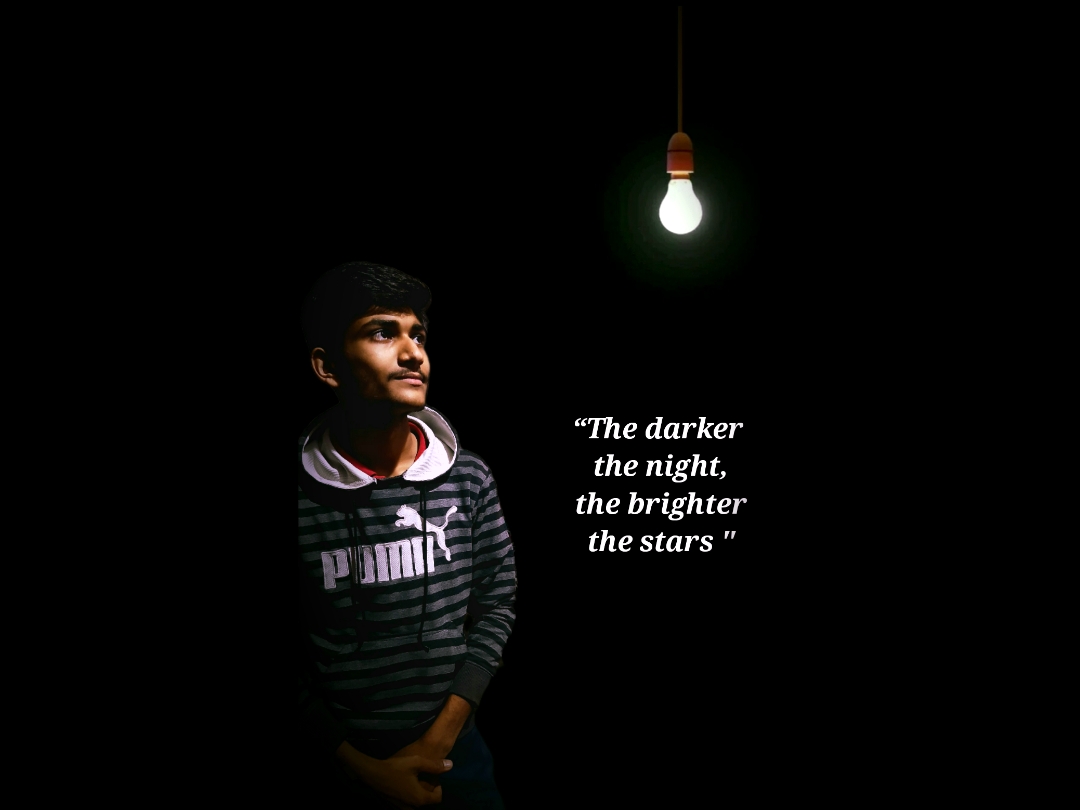 “The darker
the night,
the brighter
the stars "
PUMA